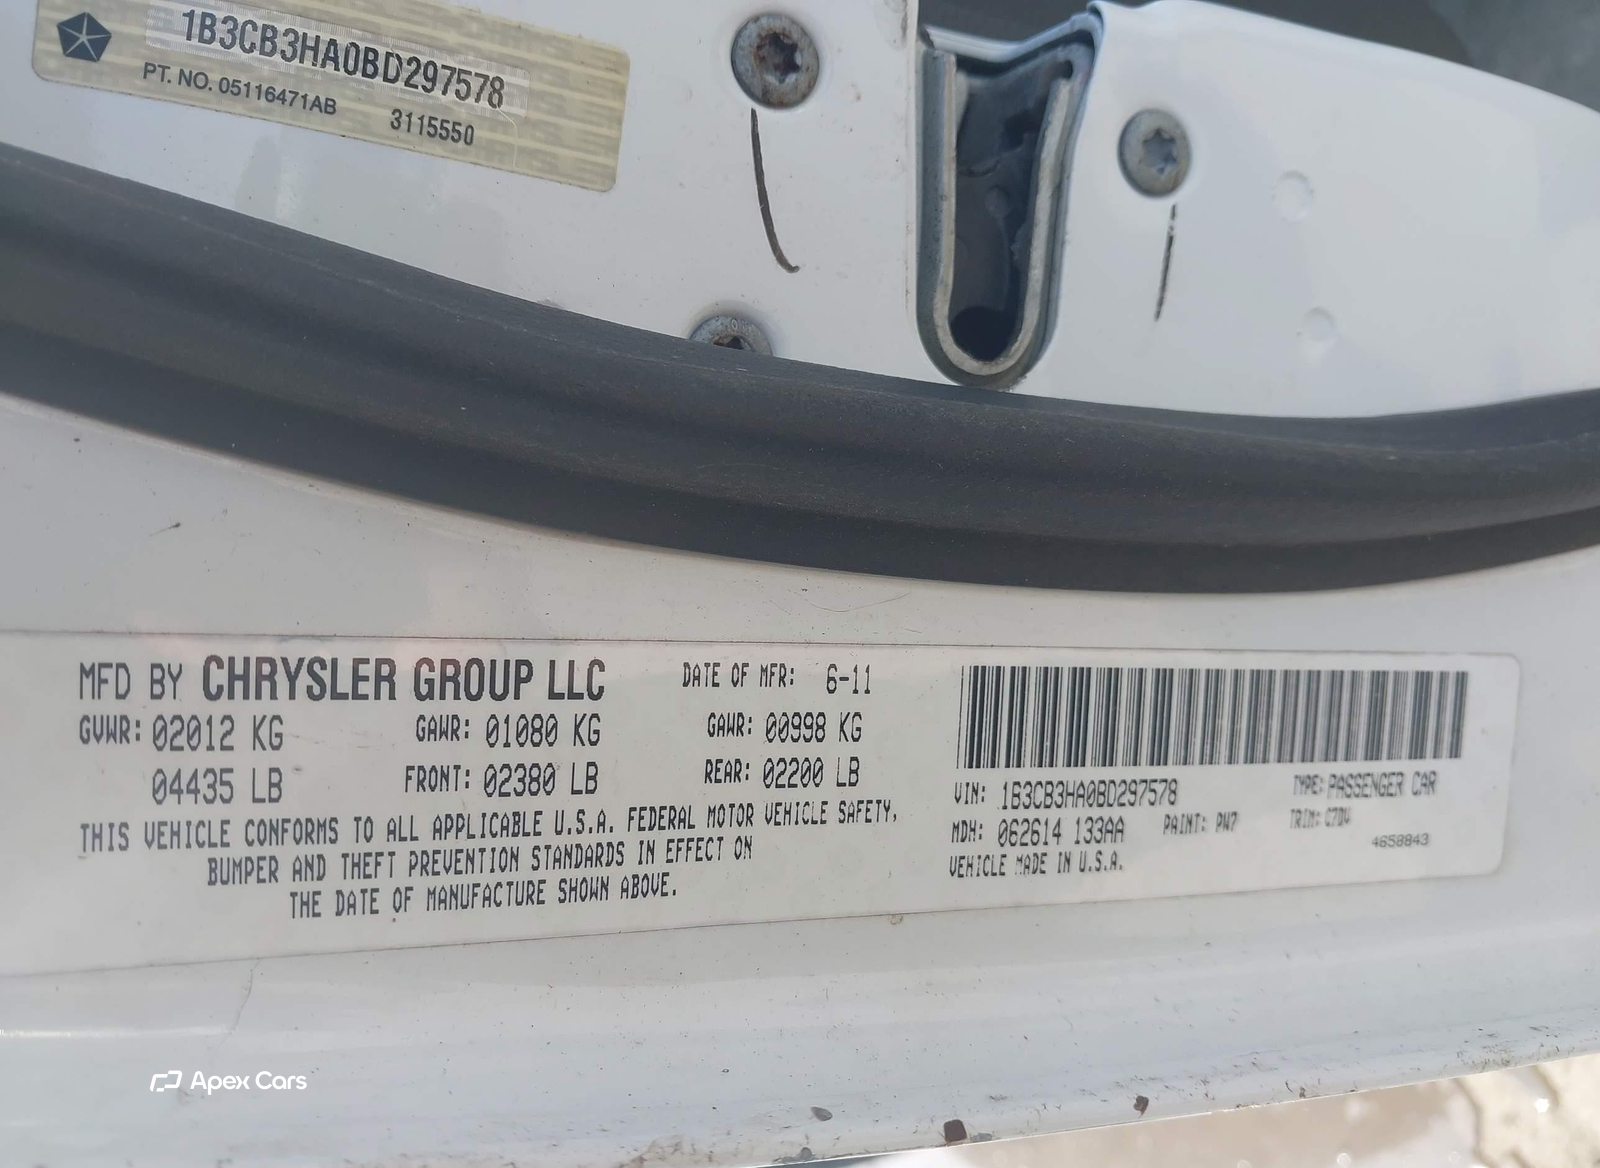 1B3CB3HA0BD297578
PT. NO. 05116471AB 3115550
MFD BY CHRYSLER GROUP LLC DATE OF MFR: 6-11
GVWR: 02012 KG GAWR: 01080 KG GAWR: 00998 KG
04435 LB FRONT: 02380 LB REAR: 02200 LB
THIS VEHICLE CONFORMS TO ALL APPLICABLE U.S.A. FEDERAL MOTOR VEHICLE SAFETY,
BUMPER AND THEFT PREVENTION STANDARDS IN EFFECT ON
THE DATE OF MANUFACTURE SHOWN ABOVE.
VIN: 1B3CB3HA0BD297578 TYPE: PASSENGER CAR
MDH: 062614 133AA PAINT: PW7 TRIM: C7DV
4658843
VEHICLE MADE IN U.S.A.
Apex Cars